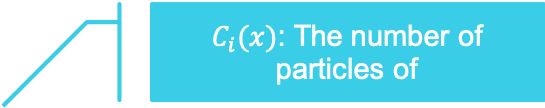 𝐶ᵢ(𝑥): The number of
particles of